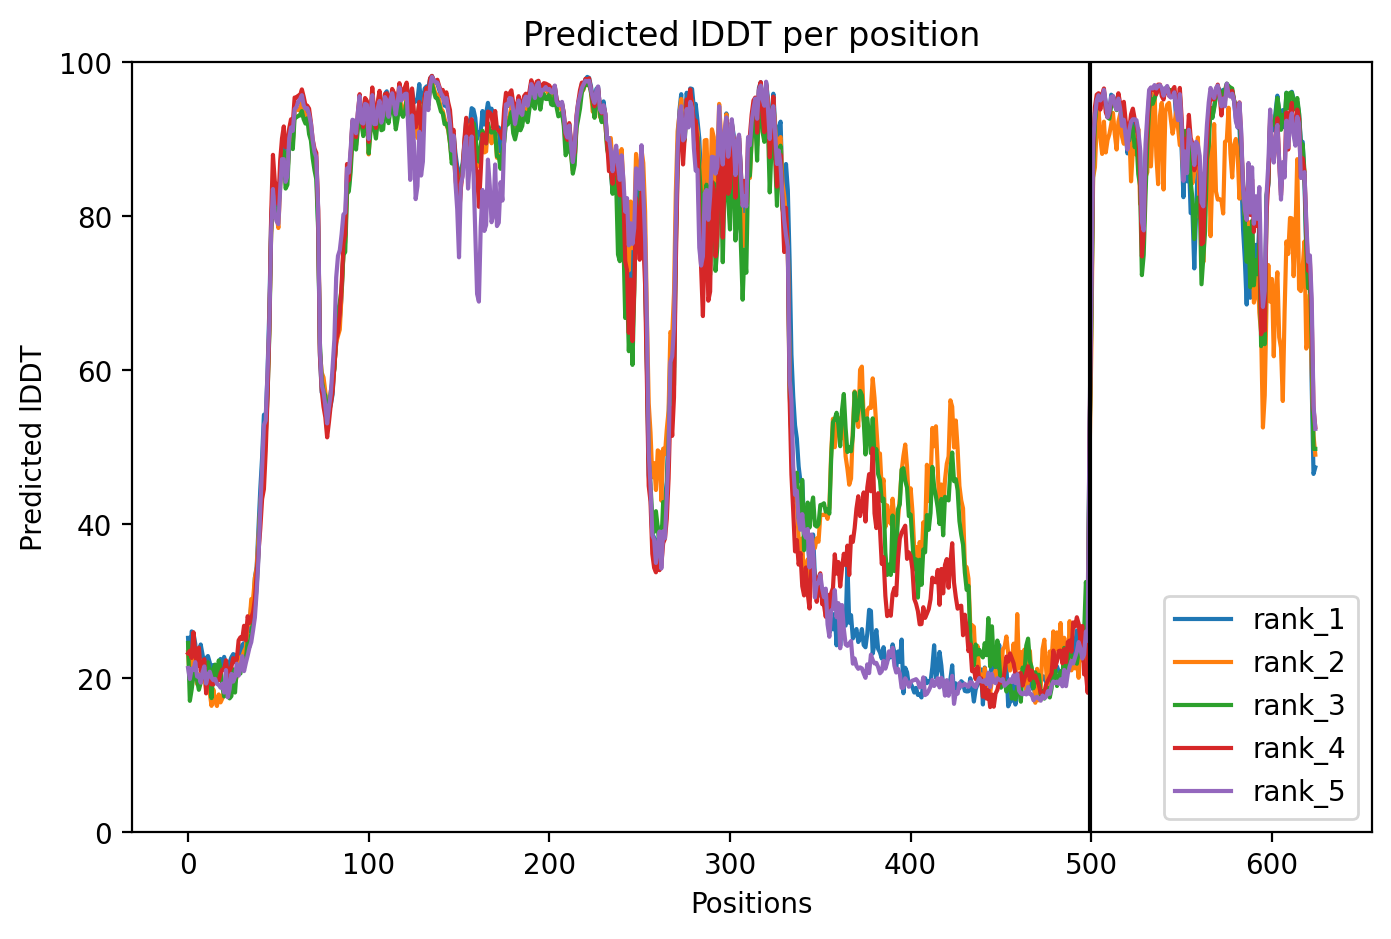 Predicted lDDT per position
100
80
60
40
20
0
Predicted lDDT
0 100 200 300 400 500 600
Positions
rank_1
rank_2
rank_3
rank_4
rank_5